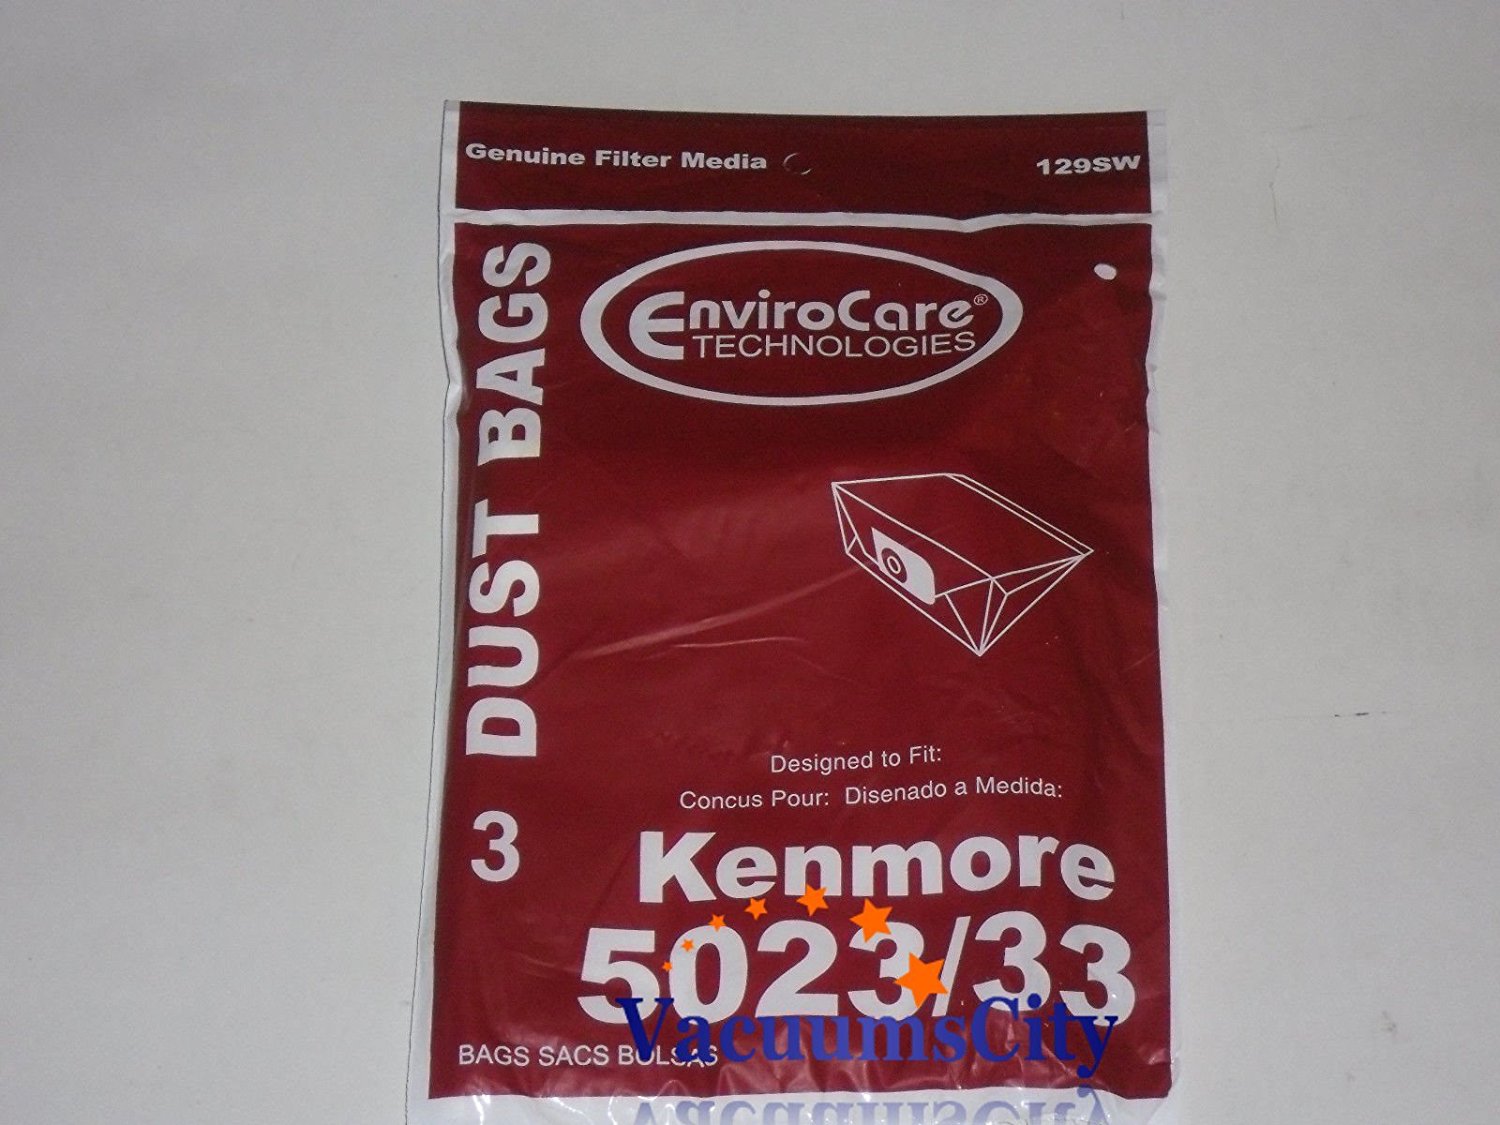 Genuine Filter Media 129SW
EnviroCare®
TECHNOLOGIES
3 DUST BAGS
Designed to Fit:
Concus Pour: Disenado a Medida:
Kenmore
5023/33
VacuumsCity
BAGS SACS BOLSAS
VacuumsCity